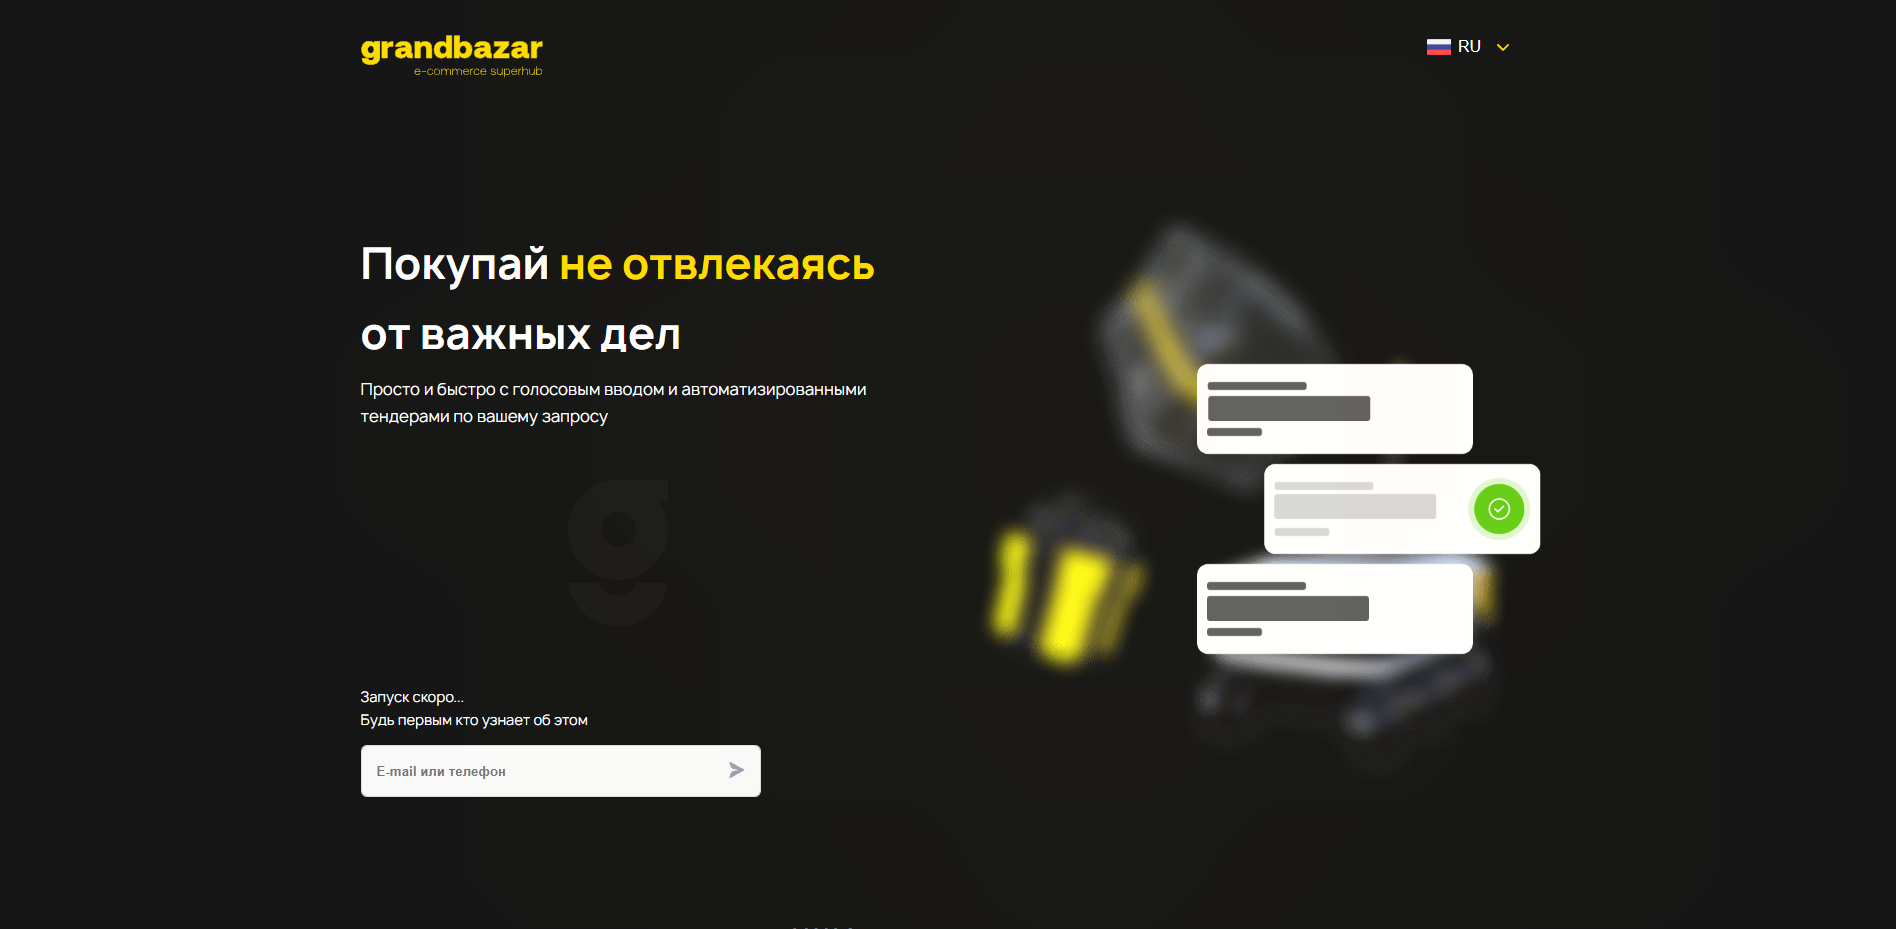 grandbazar
e-commerce superhub
RU
Покупай не отвлекаясь
от важных дел
Просто и быстро с голосовым вводом и автоматизированными
тендерами по вашему запросу
g
Запуск скоро...
Будь первым кто узнает об этом
E-mail или телефон